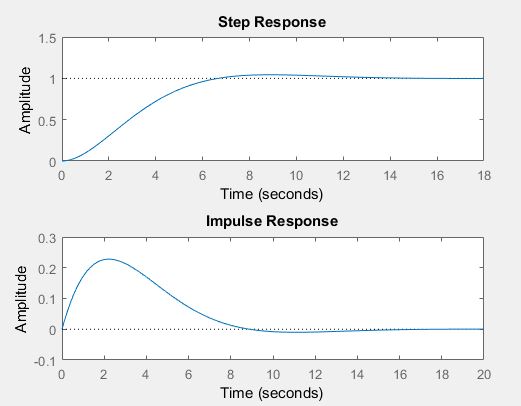 Step Response
Amplitude
1.5
1
0.5
0
0 2 4 6 8 10 12 14 16 18
Time (seconds)
Impulse Response
Amplitude
0.3
0.2
0.1
0
-0.1
0 2 4 6 8 10 12 14 16 18 20
Time (seconds)